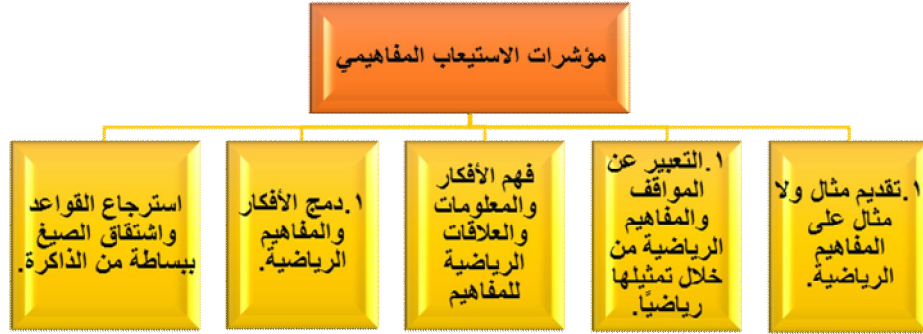 مؤشرات الاستيعاب المفاهيمي
١.تقديم مثال ولا
مثال على
المفاهيم
الرياضية.
١.التعبير عن
المواقف
والمفاهيم
الرياضية من
خلال تمثيلها
رياضيًا.
فهم الأفكار
والمعلومات
والعلاقات
الرياضية
للمفاهيم
١.دمج الأفكار
والمفاهيم
الرياضية.
استرجاع القواعد
واشتقاق الصيغ
ببساطة من الذاكرة.